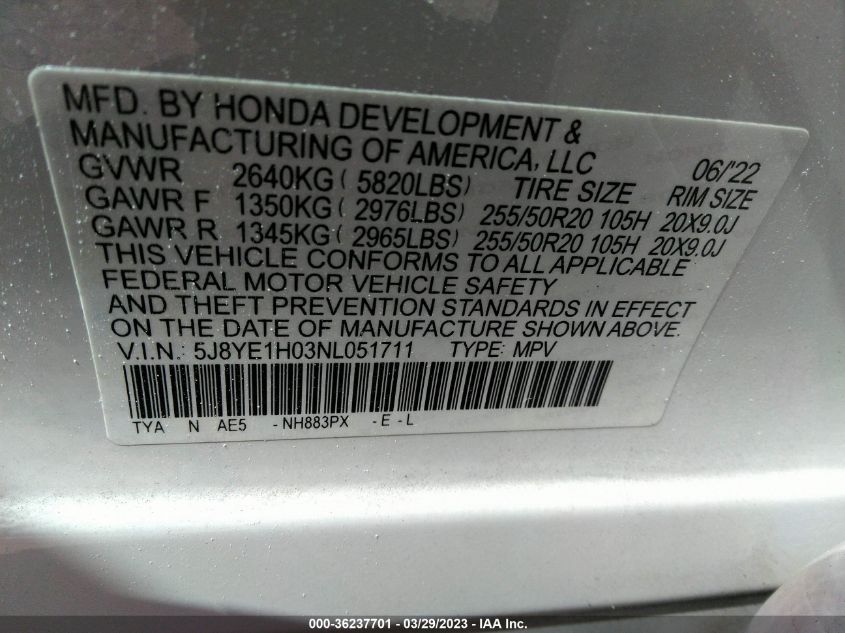 MFD. BY HONDA DEVELOPMENT &
MANUFACTURING OF AMERICA, LLC 06/'22
GVWR 2640KG ( 5820LBS) TIRE SIZE RIM SIZE
GAWR F 1350KG ( 2976LBS) 255/50R20 105H 20X9.0J
GAWR R 1345KG ( 2965LBS) 255/50R20 105H 20X9.0J
THIS VEHICLE CONFORMS TO ALL APPLICABLE
FEDERAL MOTOR VEHICLE SAFETY
AND THEFT PREVENTION STANDARDS IN EFFECT
ON THE DATE OF MANUFACTURE SHOWN ABOVE.
V.I.N.: 5J8YE1H03NL051711 TYPE: MPV
TYA N AE5 -NH883PX -E-L
000-36237701 - 03/29/2023 - IAA Inc.